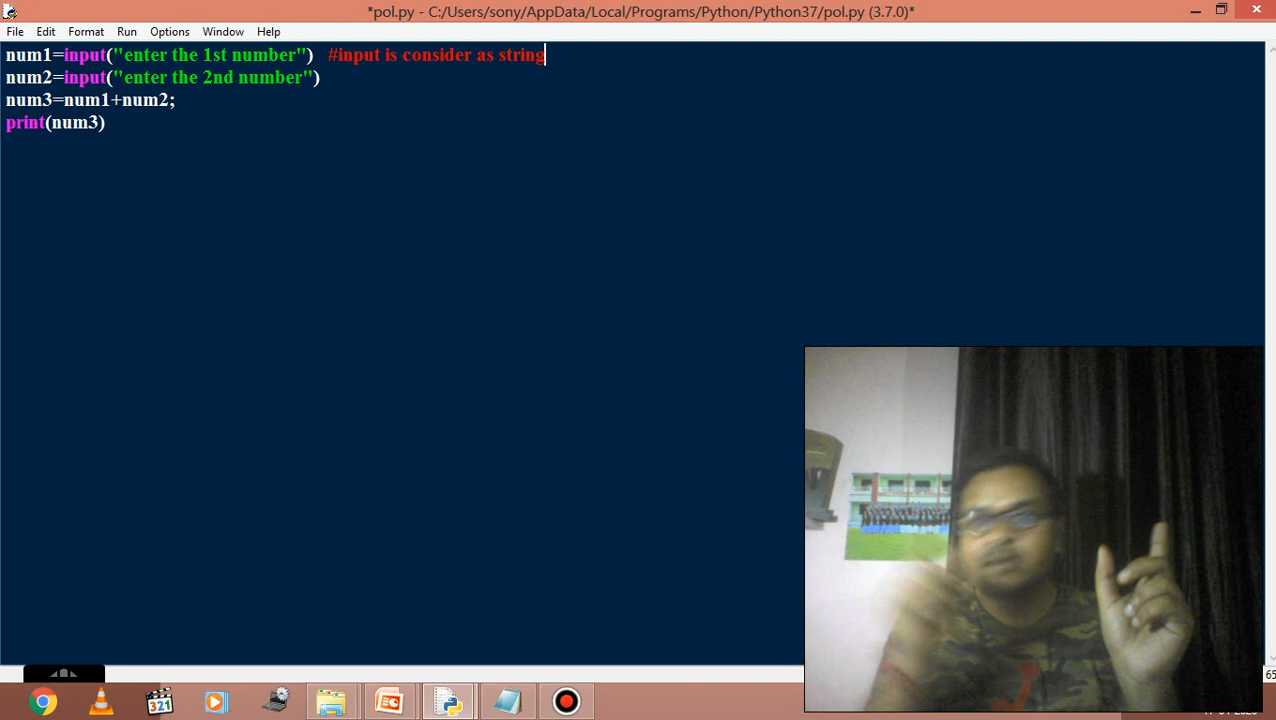 *pol.py - C:/Users/sony/AppData/Local/Programs/Python/Python37/pol.py (3.7.0)*
File Edit Format Run Options Window Help
num1=input("enter the 1st number")   #input is consider as string
num2=input("enter the 2nd number")
num3=num1+num2;
print(num3)
65
321